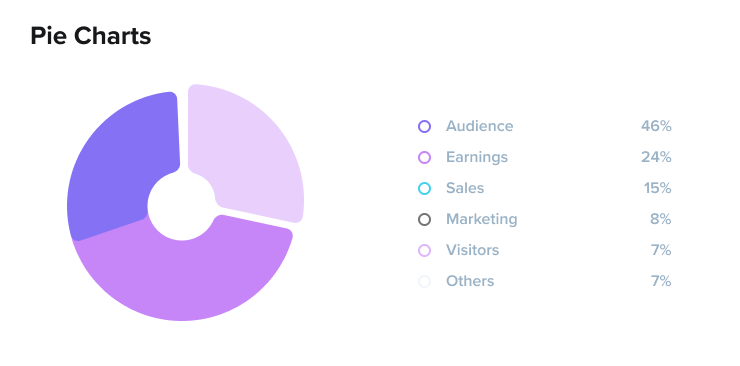 Pie Charts
Audience 46%
Earnings 24%
Sales 15%
Marketing 8%
Visitors 7%
Others 7%